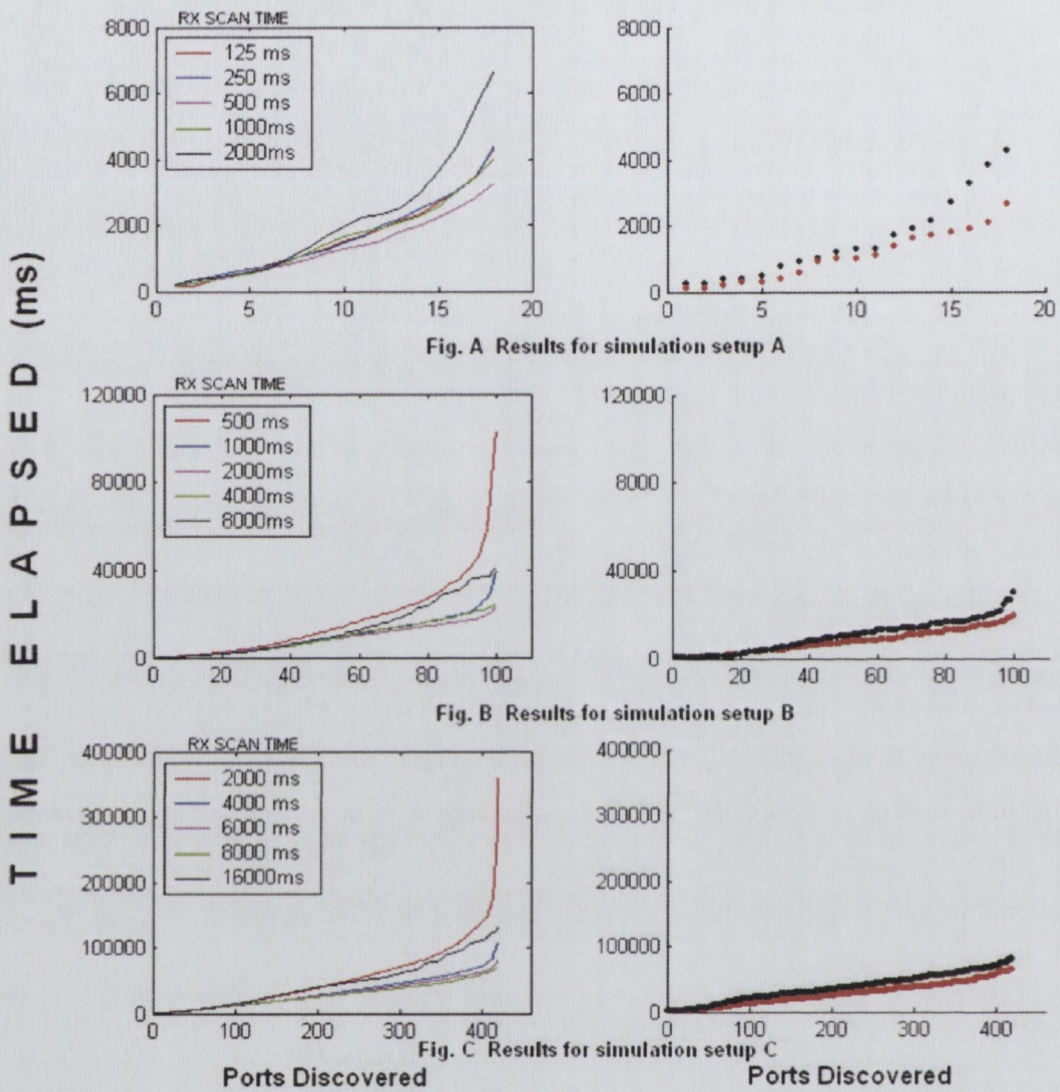 TIME ELAPSED (ms)
RX SCAN TIME
125 ms
250 ms
500 ms
1000ms
2000ms
8000
6000
4000
2000
0
0 5 10 15 20
8000
6000
4000
2000
0
0 5 10 15 20
Fig. A Results for simulation setup A
RX SCAN TIME
500 ms
1000ms
2000ms
4000ms
8000ms
120000
80000
40000
0
0 20 40 60 80 100
120000
80000
40000
0
0 20 40 60 80 100
Fig. B Results for simulation setup B
RX SCAN TIME
2000 ms
4000 ms
6000 ms
8000 ms
16000ms
400000
300000
200000
100000
0
0 100 200 300 400
400000
300000
200000
100000
0
0 100 200 300 400
Fig. C Results for simulation setup C
Ports Discovered
Ports Discovered